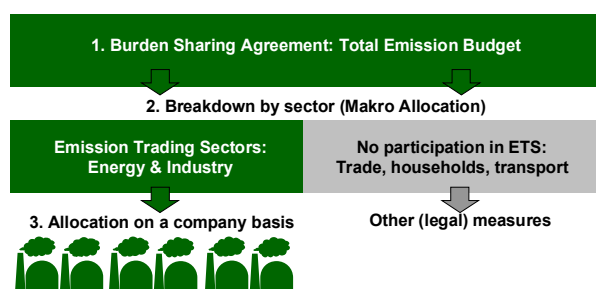 1. Burden Sharing Agreement: Total Emission Budget
2. Breakdown by sector (Makro Allocation)
Emission Trading Sectors:
Energy & Industry
No participation in ETS:
Trade, households, transport
3. Allocation on a company basis
Other (legal) measures